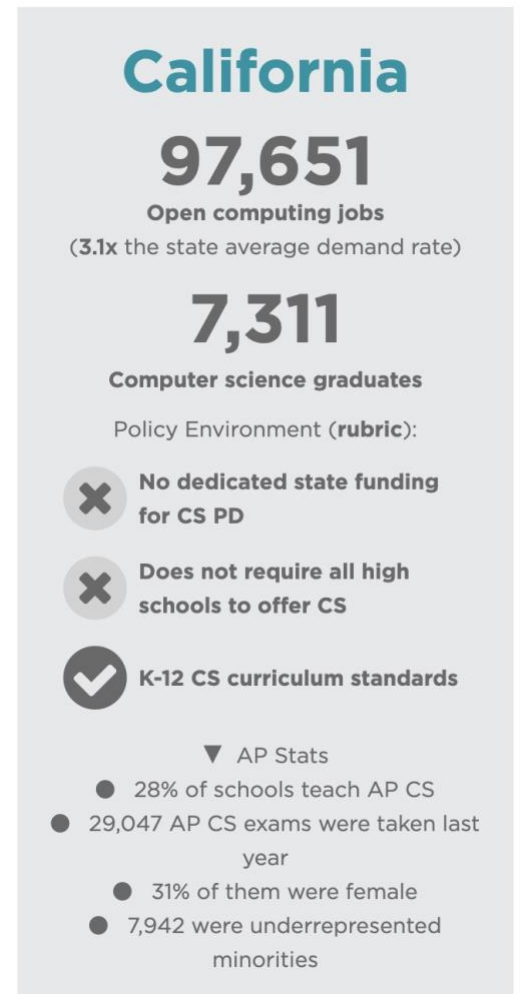 California
97,651
Open computing jobs
(3.1x the state average demand rate)
7,311
Computer science graduates
Policy Environment (rubric):
No dedicated state funding
for CS PD
Does not require all high
schools to offer CS
K-12 CS curriculum standards
▼ AP Stats
● 28% of schools teach AP CS
● 29,047 AP CS exams were taken last
year
● 31% of them were female
● 7,942 were underrepresented
minorities